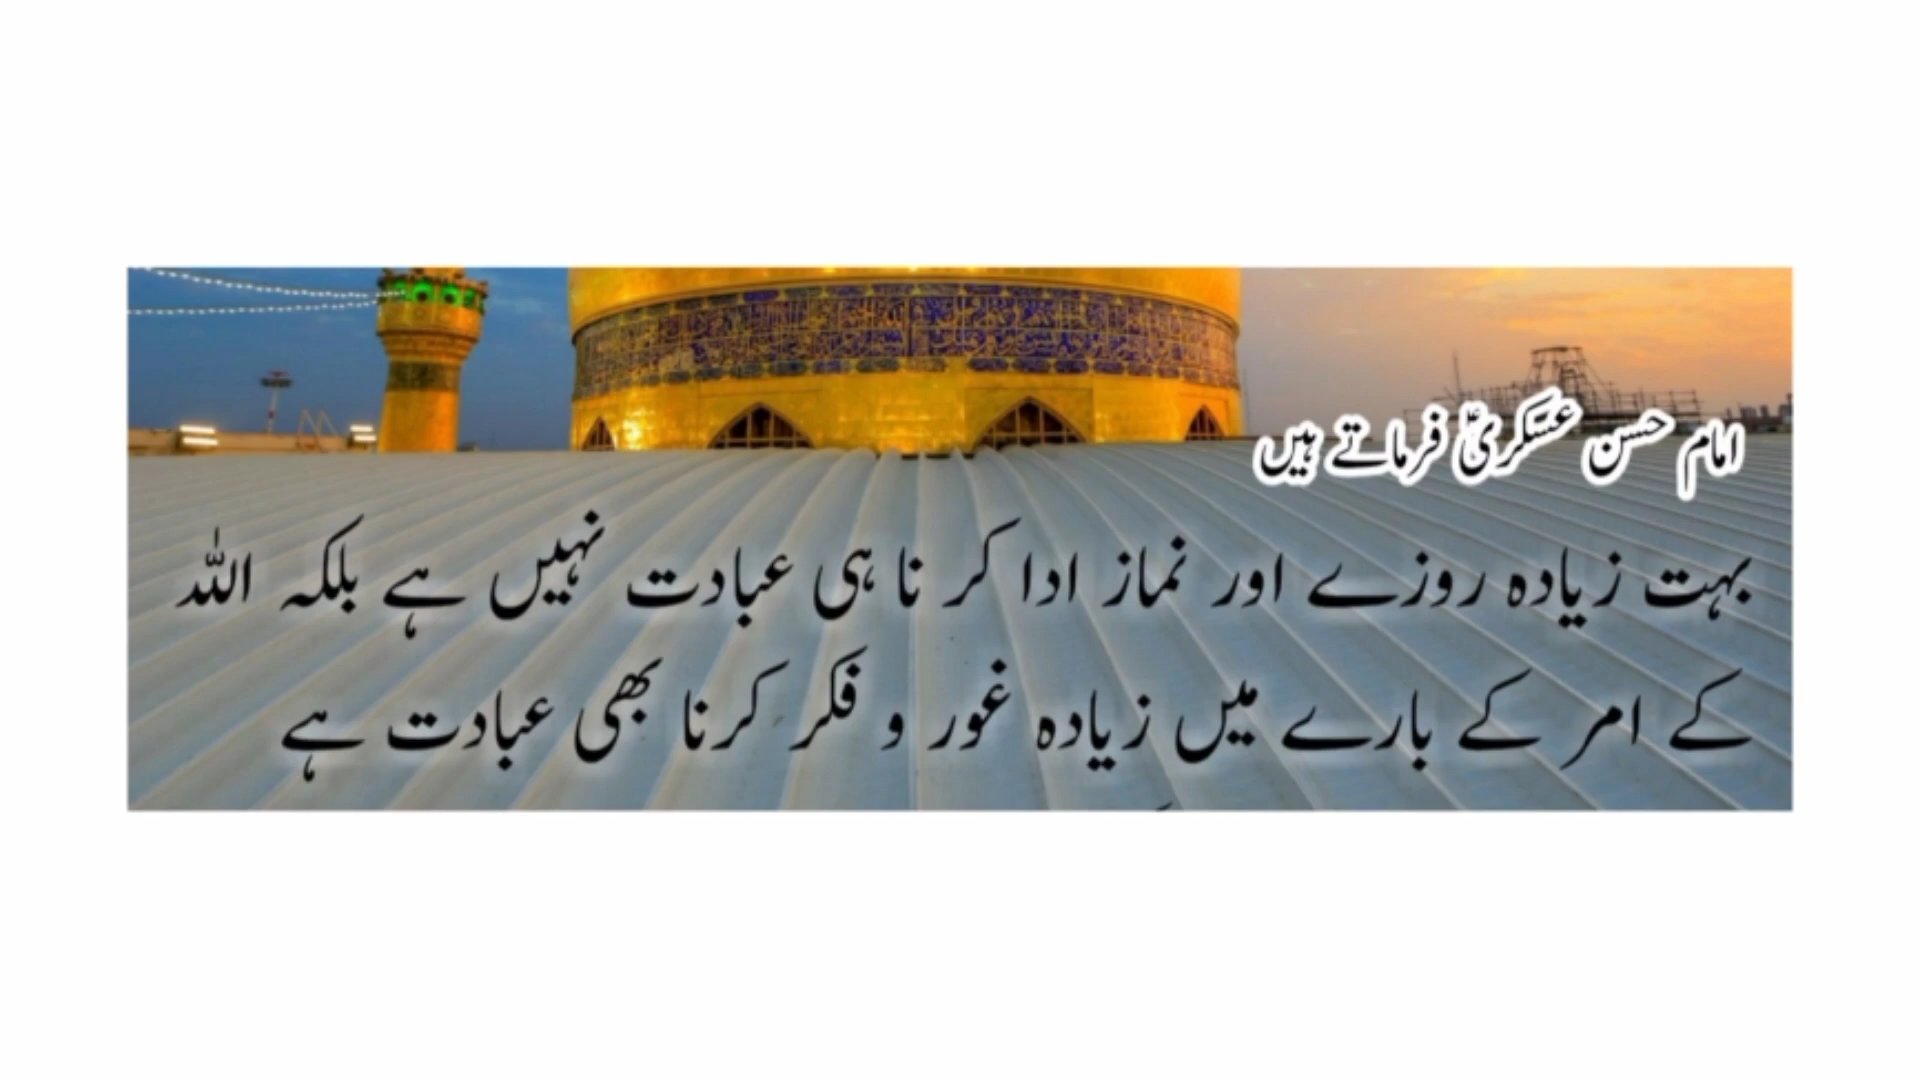 امام حسن عسکریؑ فرماتے ہیں
بہت زیادہ روزے اور نماز ادا کرنا ہی عبادت نہیں ہے بلکہ اللہ
کے امر کے بارے میں زیادہ غور و فکر کرنا بھی عبادت ہے